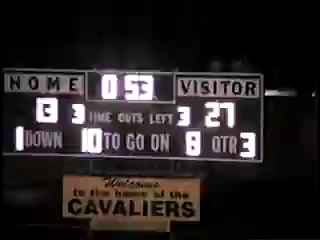 HOME 0:53 VISITOR
13 3 TIME OUTS LEFT 3 27
1 DOWN 10 TO GO ON 8 QTR 3
Welcome
to the home of the
CAVALIERS